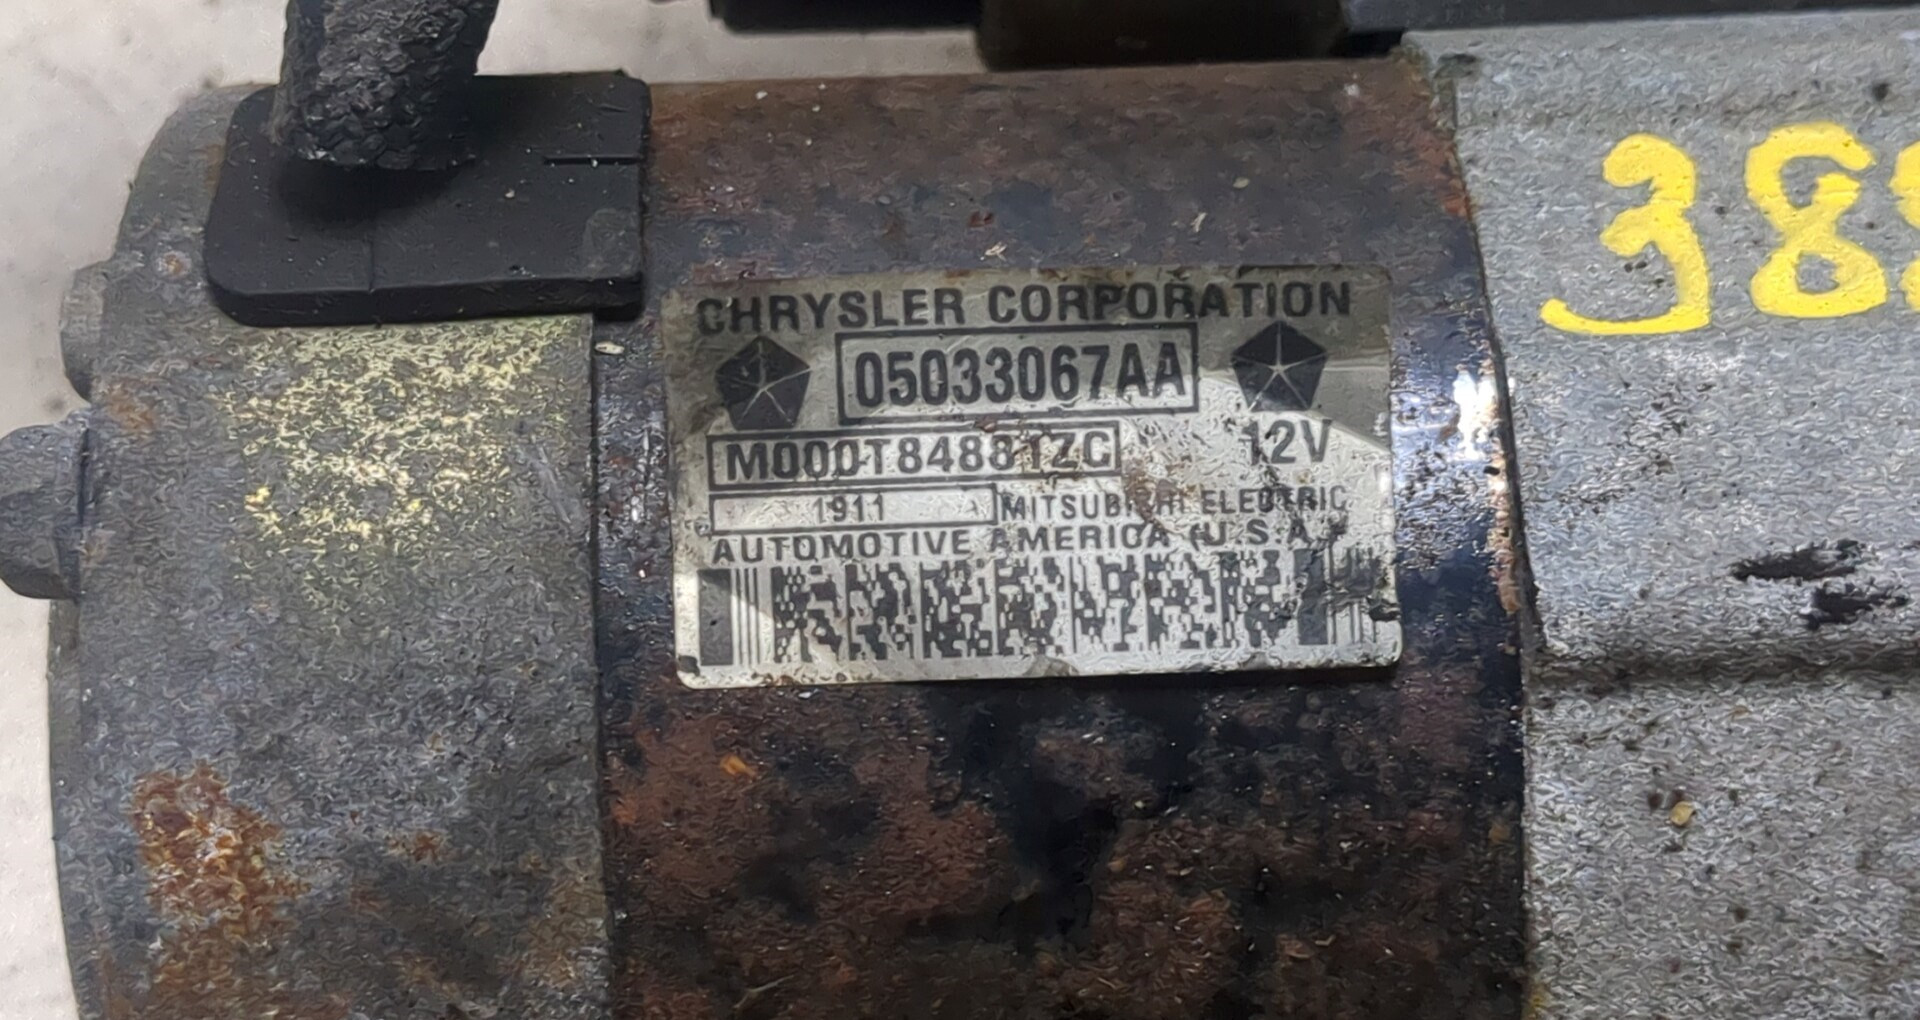 CHRYSLER CORPORATION
05033067AA
M000T84881ZC 12V
1911 MITSUBISHI ELECTRIC
AUTOMOTIVE AMERICA (U.S.A.)
38